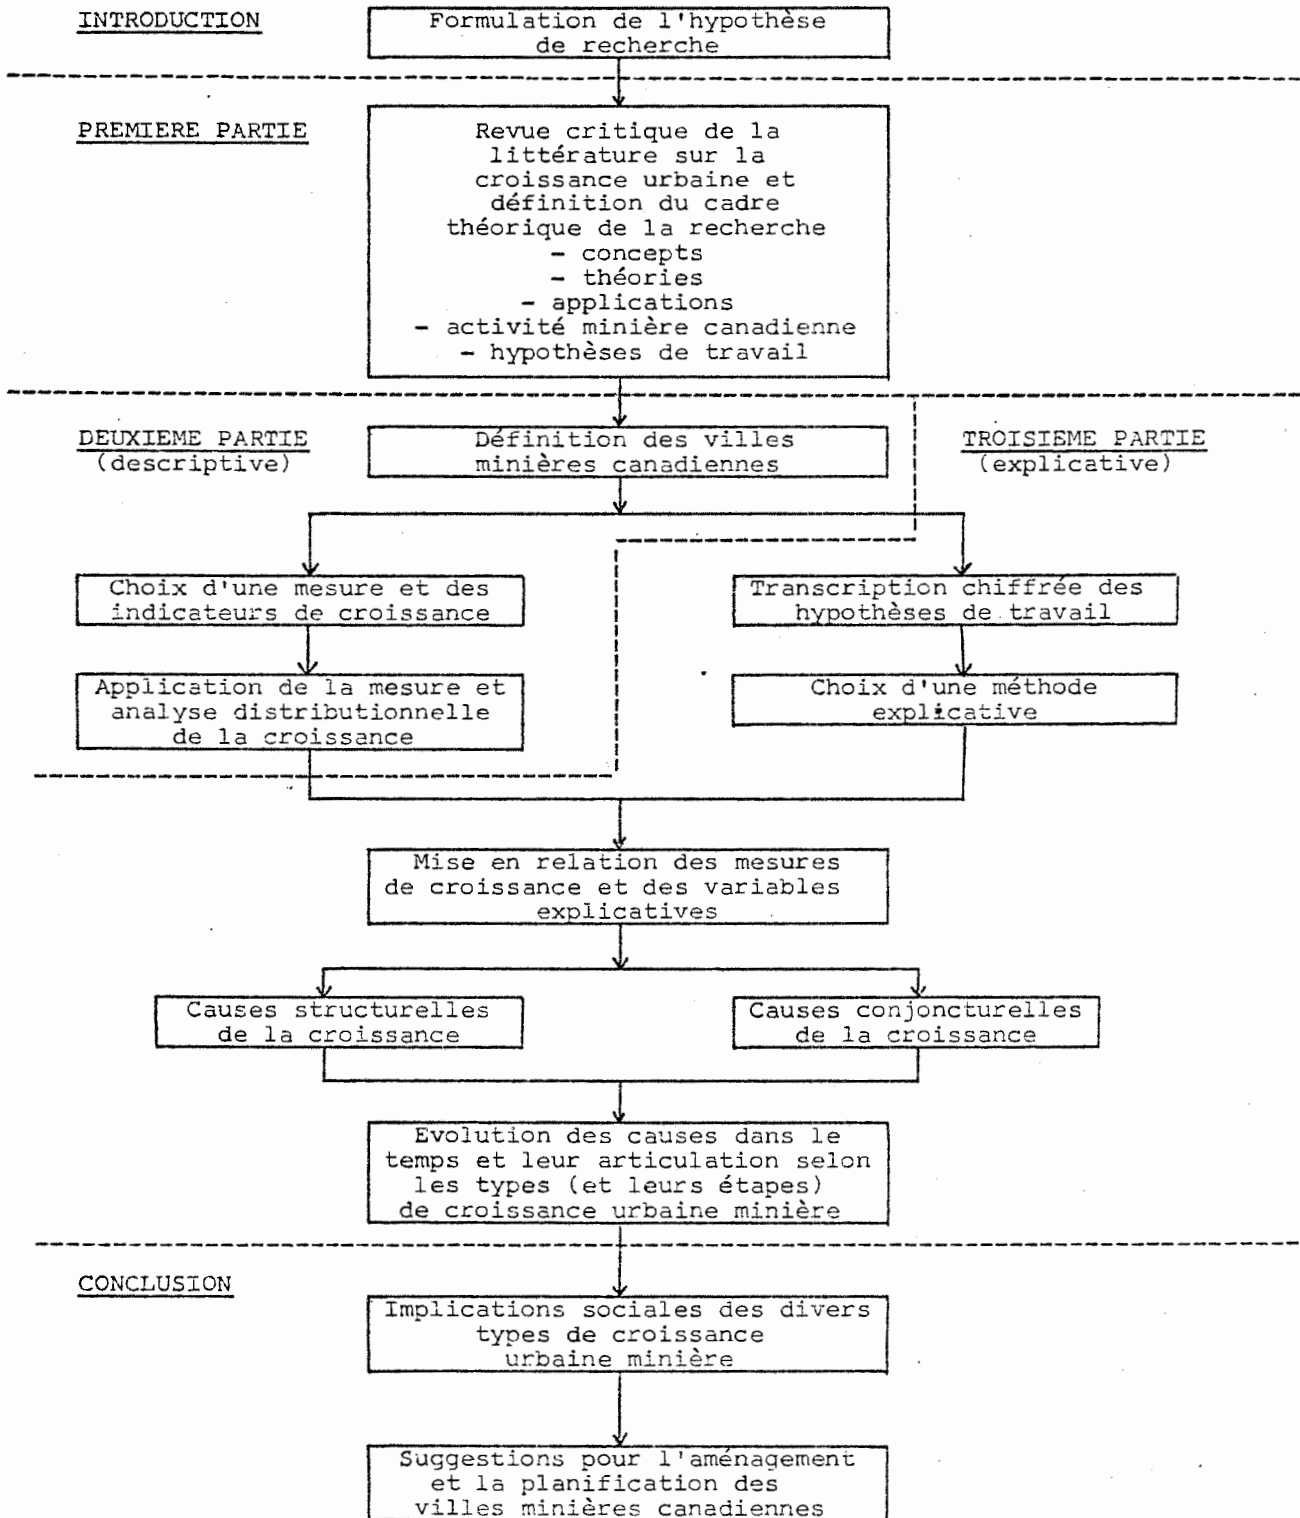 INTRODUCTION
Formulation de l'hypothèse
de recherche
PREMIERE PARTIE
Revue critique de la
littérature sur la
croissance urbaine et
définition du cadre
théorique de la recherche
- concepts
- théories
- applications
- activité minière canadienne
- hypothèses de travail
DEUXIEME PARTIE
(descriptive)
Définition des villes
minières canadiennes
TROISIEME PARTIE
(explicative)
Choix d'une mesure et des
indicateurs de croissance
Transcription chiffrée des
hypothèses de travail
Application de la mesure et
analyse distributionnelle
de la croissance
Choix d'une méthode
explicative
Mise en relation des mesures
de croissance et des variables
explicatives
Causes structurelles
de la croissance
Causes conjoncturelles
de la croissance
Evolution des causes dans le
temps et leur articulation selon
les types (et leurs étapes)
de croissance urbaine minière
CONCLUSION
Implications sociales des divers
types de croissance
urbaine minière
Suggestions pour l'aménagement
et la planification des
villes minières canadiennes